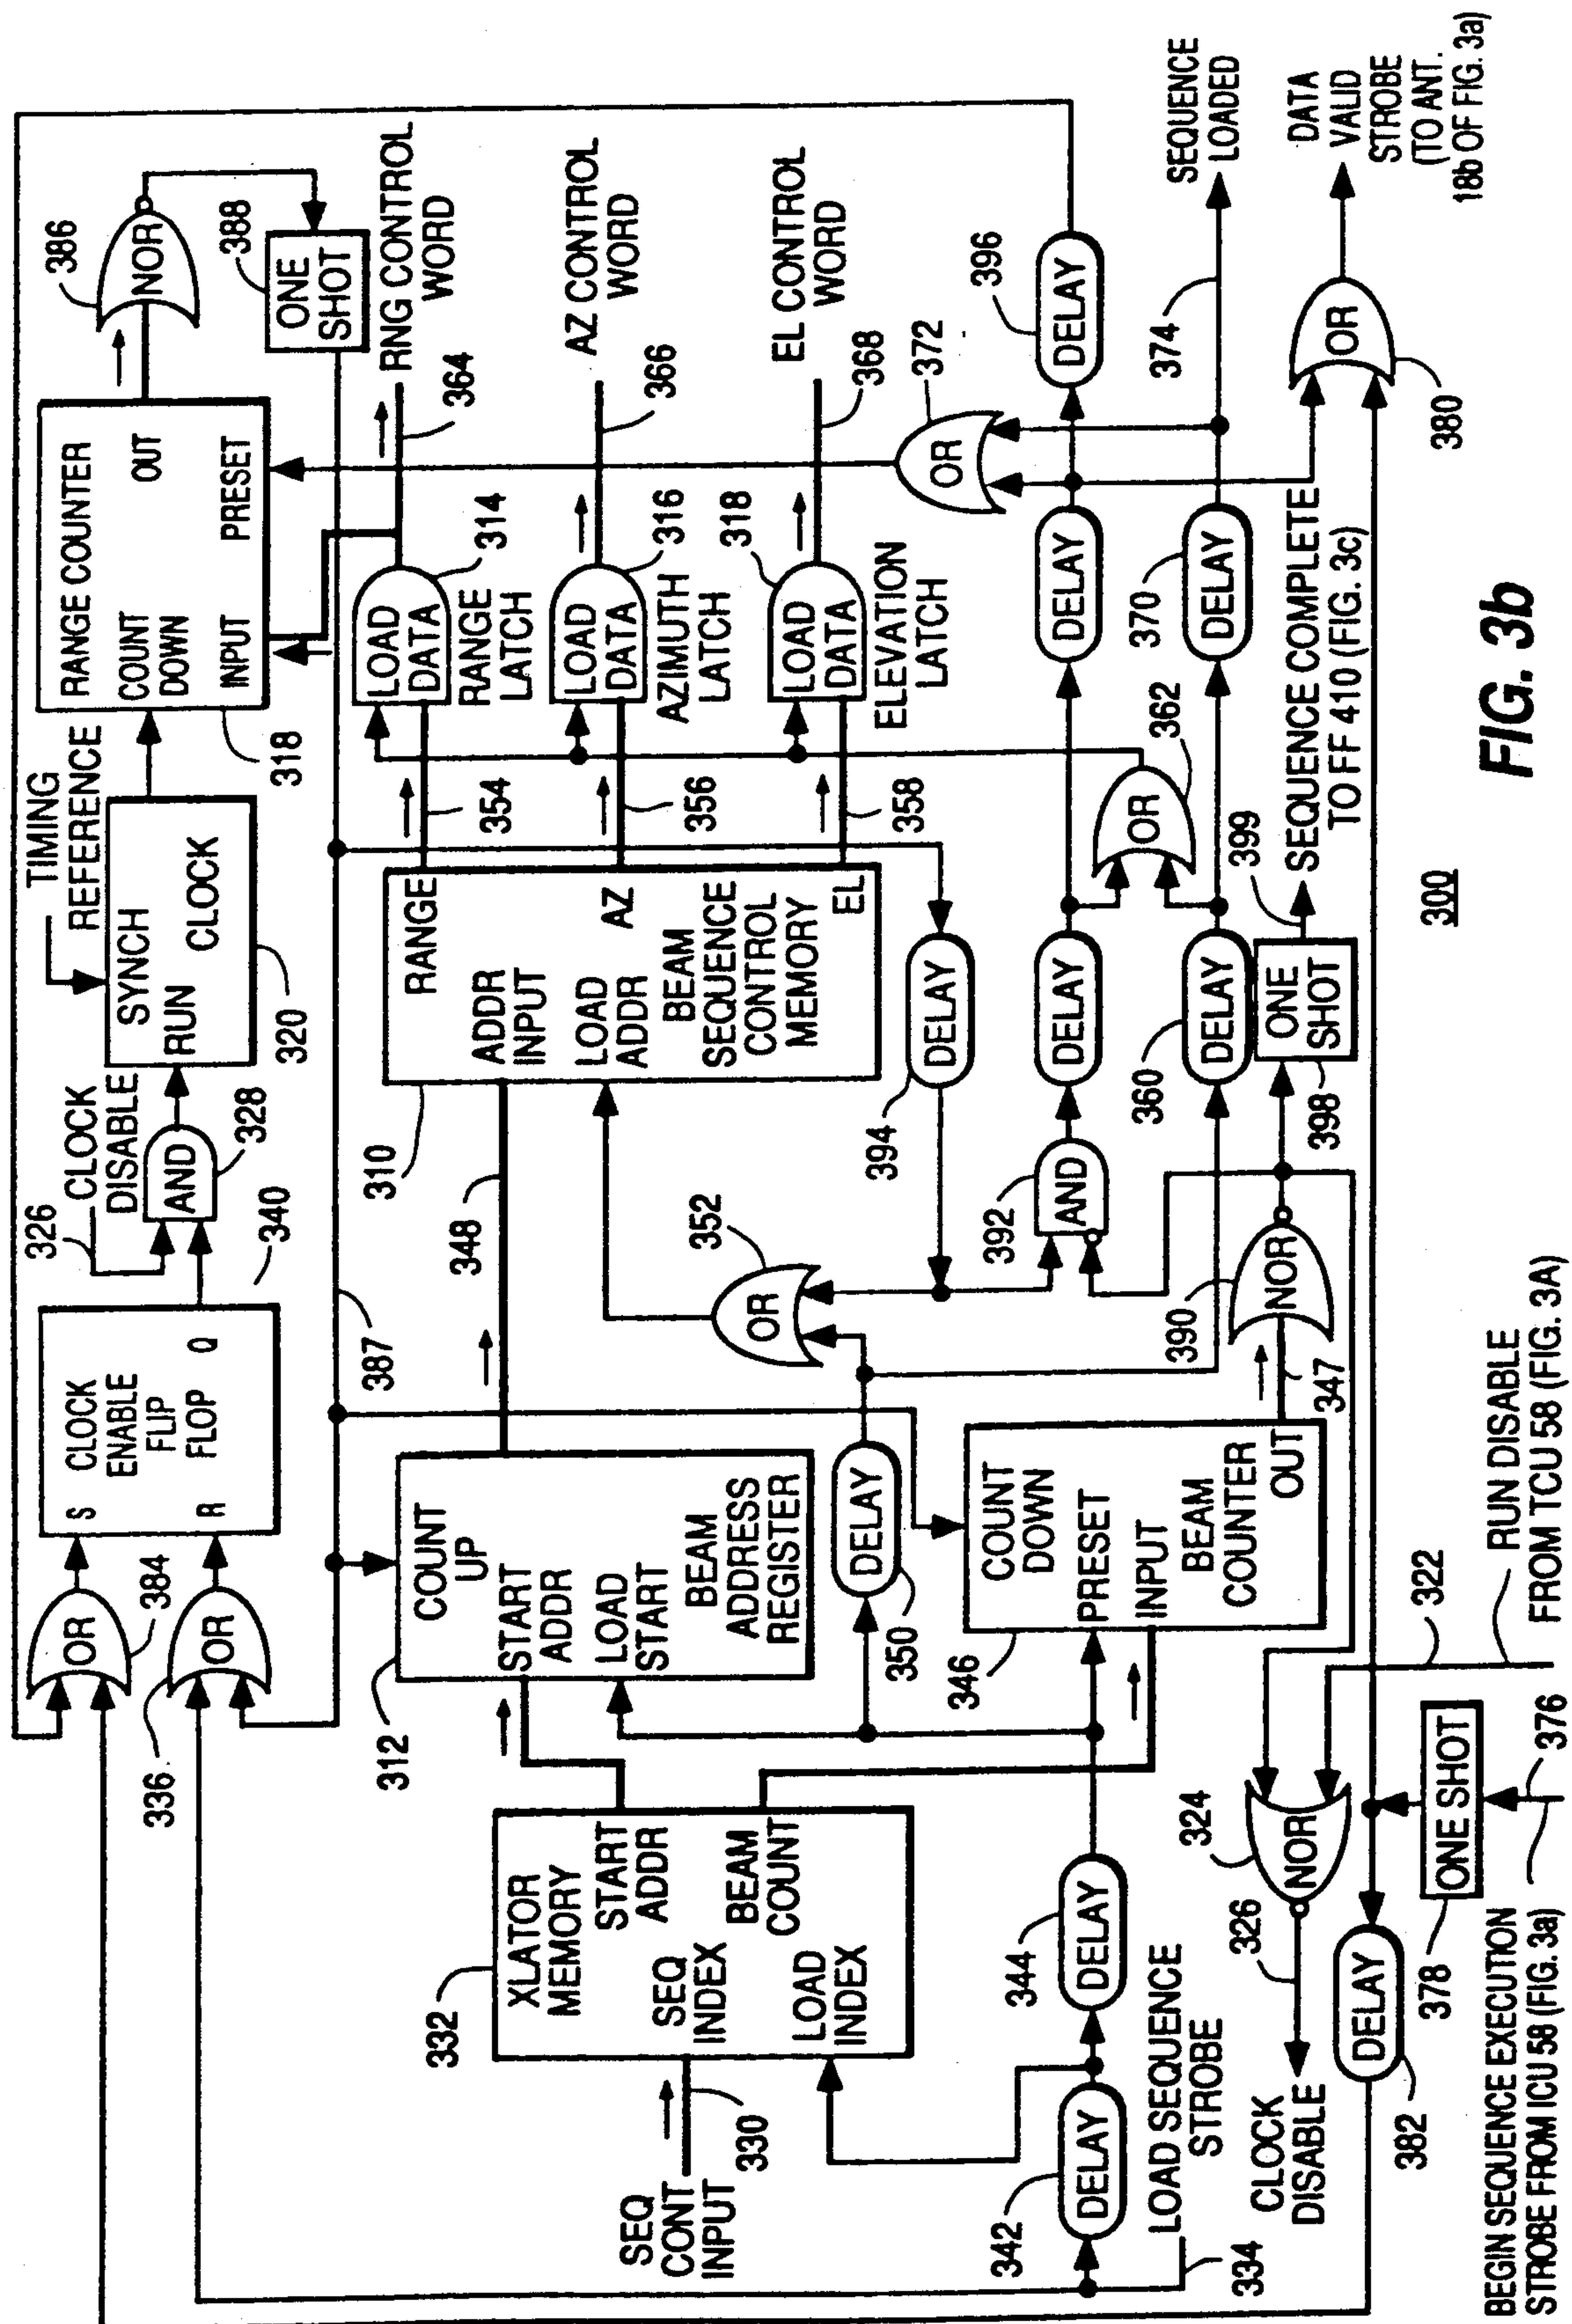 TIMING
REFERENCE
326 CLOCK
DISABLE
AND
328
SYNCH
RUN
CLOCK
320
RANGE COUNTER
COUNT
DOWN
OUT
INPUT
PRESET
318
NOR
386
ONE
SHOT
388
OR
384
OR
336
S
CLOCK
ENABLE
FLIP
FLOP
R
Q
340
387
RNG CONTROL
WORD
364
LOAD
DATA
314
RANGE
LATCH
AZ CONTROL
WORD
366
LOAD
DATA
316
AZIMUTH
LATCH
EL CONTROL
WORD
368
LOAD
DATA
318
ELEVATION
LATCH
354
356
358
RANGE
ADDR
INPUT
AZ
LOAD
ADDR
BEAM
SEQUENCE
CONTROL
MEMORY
EL
310
348
COUNT
UP
START
ADDR
LOAD
START
BEAM
ADDRESS
REGISTER
312
XLATOR
MEMORY
START
ADDR
SEQ
INDEX
BEAM
COUNT
LOAD
INDEX
332
SEQ
CONT
INPUT
330
OR
352
DELAY
394
DELAY
350
COUNT
DOWN
PRESET
INPUT
BEAM
COUNTER
OUT
346
347
AND
392
DELAY
DELAY
DELAY
396
OR
372
OR
362
DELAY
360
DELAY
370
374
SEQUENCE
LOADED
NOR
390
ONE
SHOT
398
399
SEQUENCE COMPLETE
TO FF 410 (FIG. 3c)
OR
380
DATA
VALID
STROBE
(TO ANT.
18b OF FIG. 3a)
DELAY
342
DELAY
344
LOAD SEQUENCE
STROBE
334
NOR
324
326
CLOCK
DISABLE
322
RUN DISABLE
FROM TCU 58 (FIG. 3A)
DELAY
382
ONE SHOT
378
376
BEGIN SEQUENCE EXECUTION
STROBE FROM ICU 58 (FIG. 3a)
300
FIG. 3b